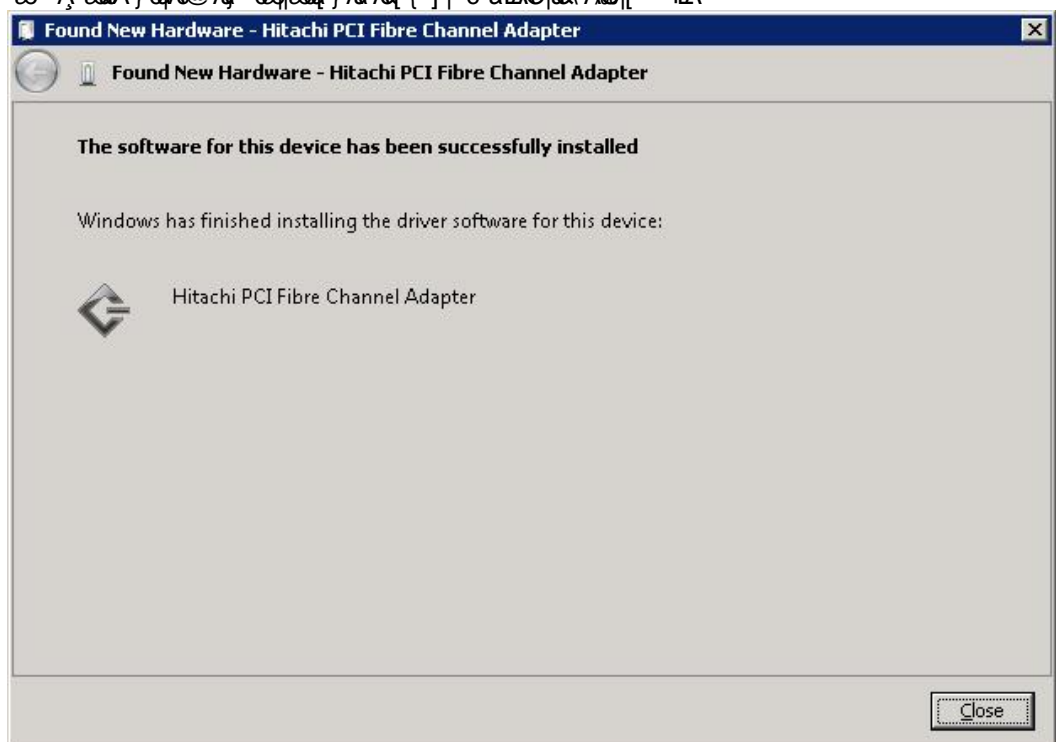 Found New Hardware - Hitachi PCI Fibre Channel Adapter
Found New Hardware - Hitachi PCI Fibre Channel Adapter
The software for this device has been successfully installed
Windows has finished installing the driver software for this device:
Hitachi PCI Fibre Channel Adapter
Close